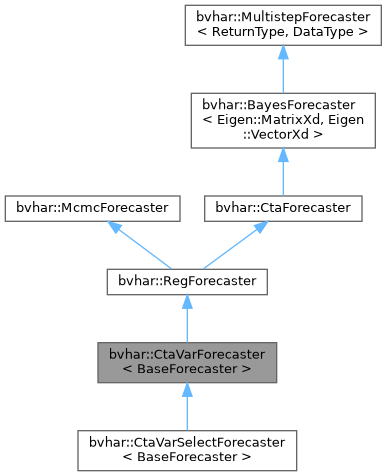 bvhar::MultistepForecaster
< ReturnType, DataType >
bvhar::BayesForecaster
< Eigen::MatrixXd, Eigen
::VectorXd >
bvhar::McmcForecaster
bvhar::CtaForecaster
bvhar::RegForecaster
bvhar::CtaVarForecaster
< BaseForecaster >
bvhar::CtaVarSelectForecaster
< BaseForecaster >